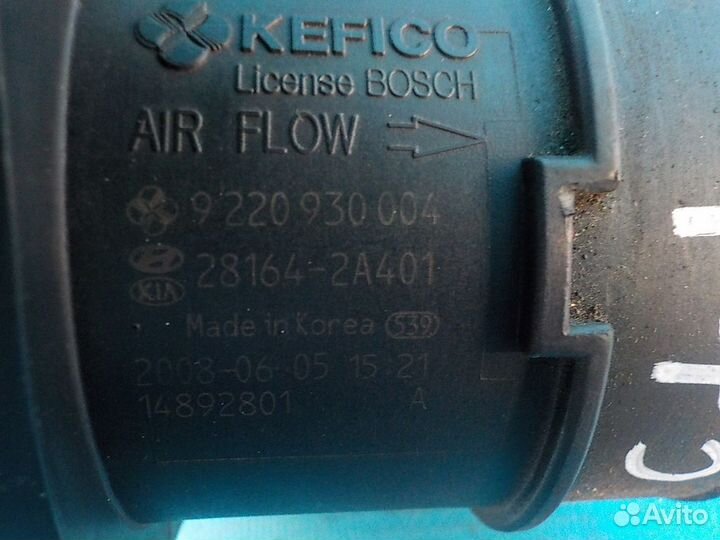 KEFICO
License BOSCH
AIR FLOW
9 220 930 004
28164-2A401
KIA
Made in Korea 539
2008-06-05 15:21
14892801 A
Avito